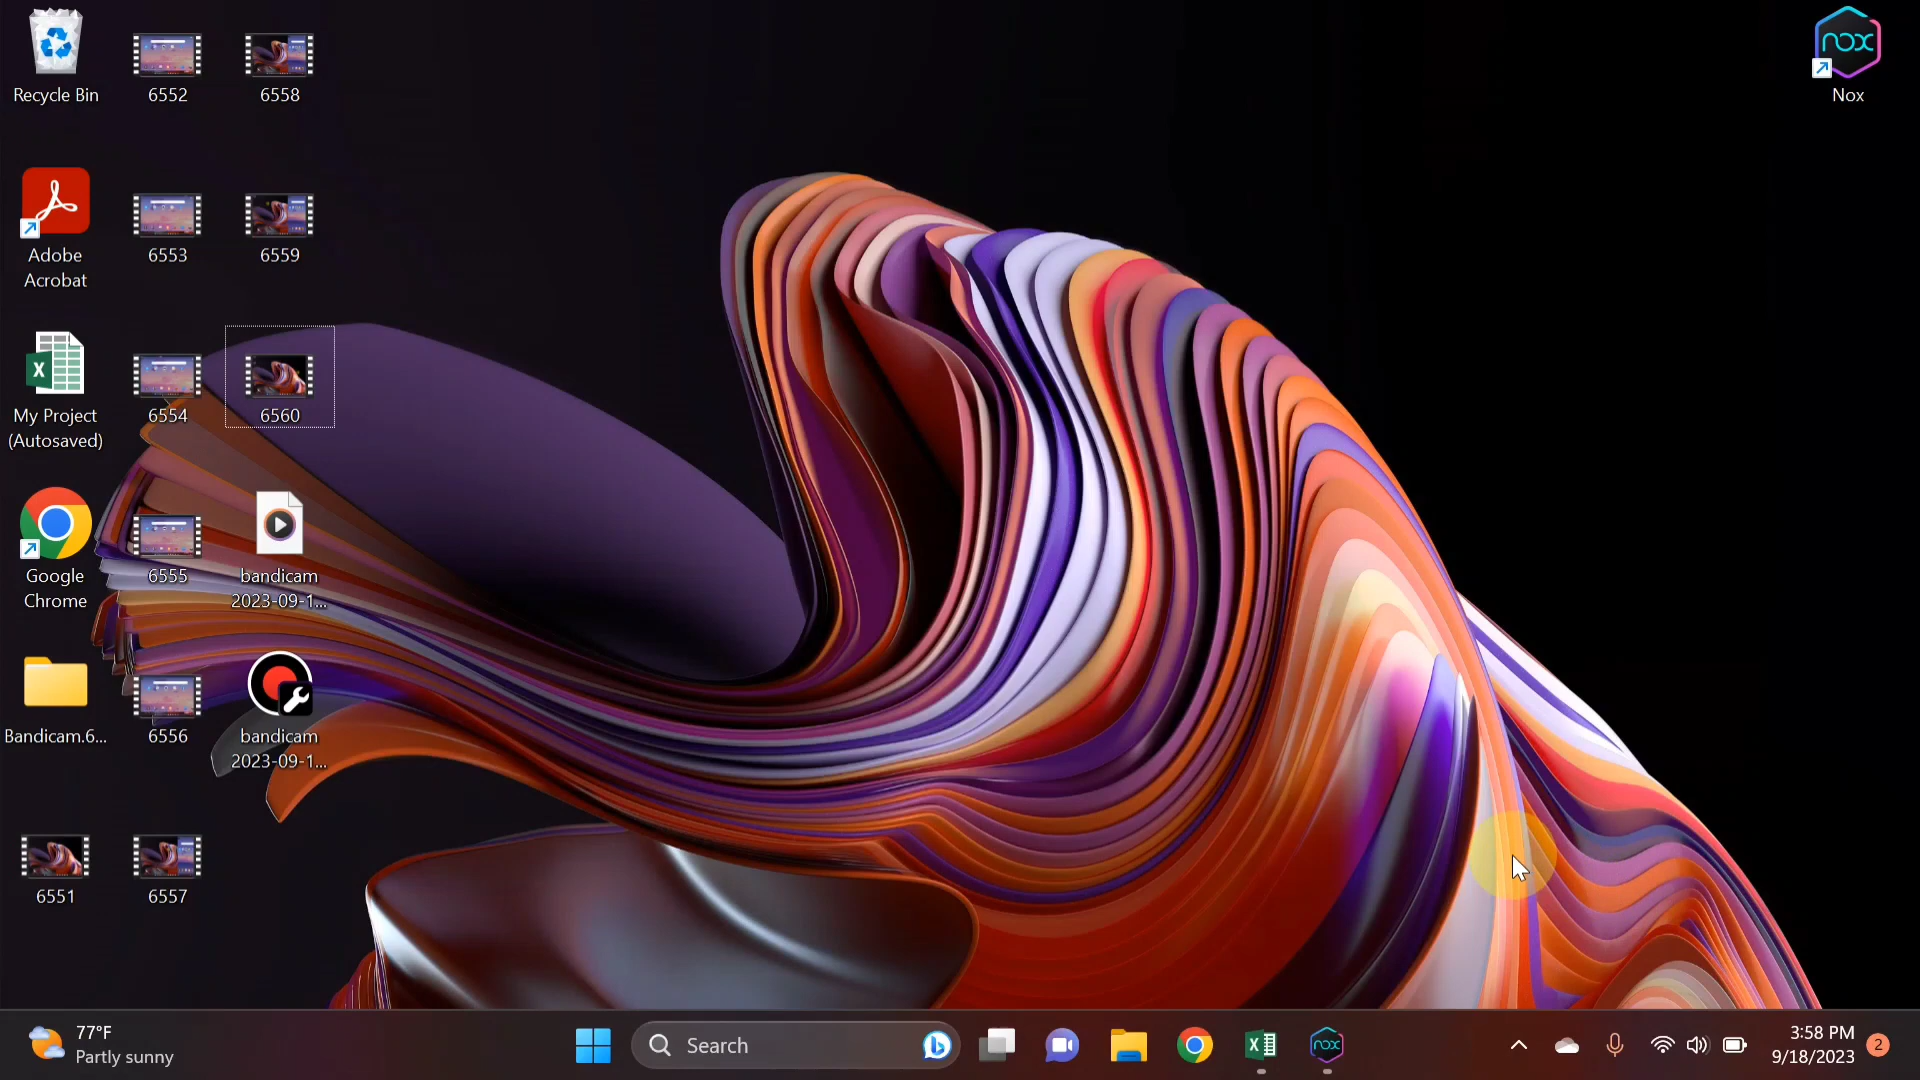 Recycle Bin
6552
6558
nox
Nox
Adobe
Acrobat
6553
6559
X
My Project
(Autosaved)
6554
6560
Google
Chrome
6555
bandicam
2023-09-1...
Bandicam.6...
6556
bandicam
2023-09-1...
6551
6557
77°F
Partly sunny
Search
X
nox
3:58 PM
9/18/2023
2